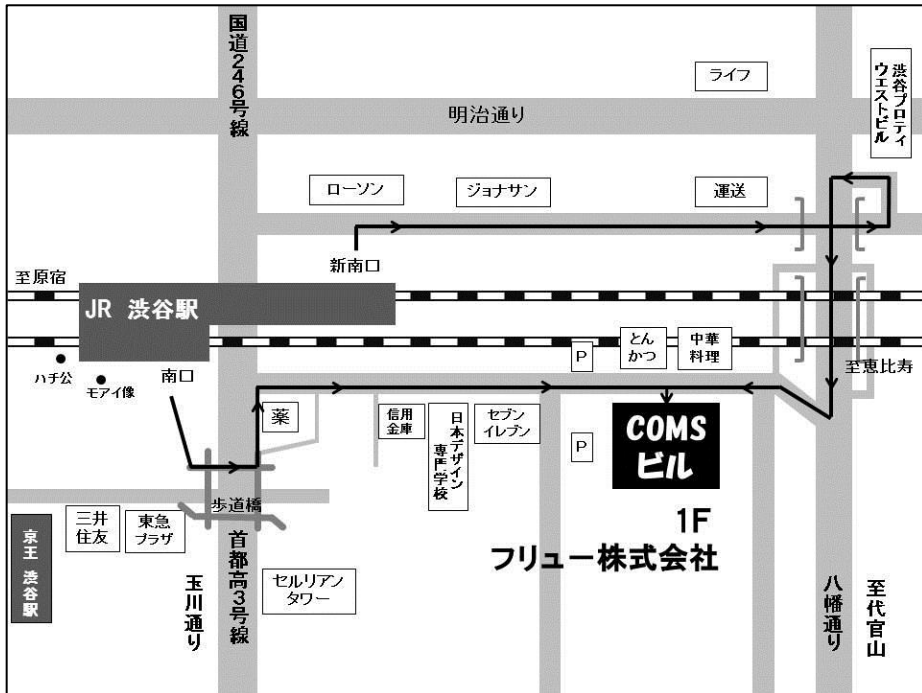 国道246号線
ライフ
渋谷プロティ
ウエストビル
明治通り
ローソン
ジョナサン
運送
新南口
至原宿
JR 渋谷駅
とん
かつ
中華
料理
P
至恵比寿
ハチ公
モアイ像
南口
薬
信用
金庫
日本デザイン
専門学校
セブン
イレブン
P
COMS
ビル
歩道橋
1F
フリュー株式会社
京王 渋谷駅
三井
住友
東急
プラザ
玉川通り
首都高3号線
セルリアン
タワー
八幡通り
至代官山